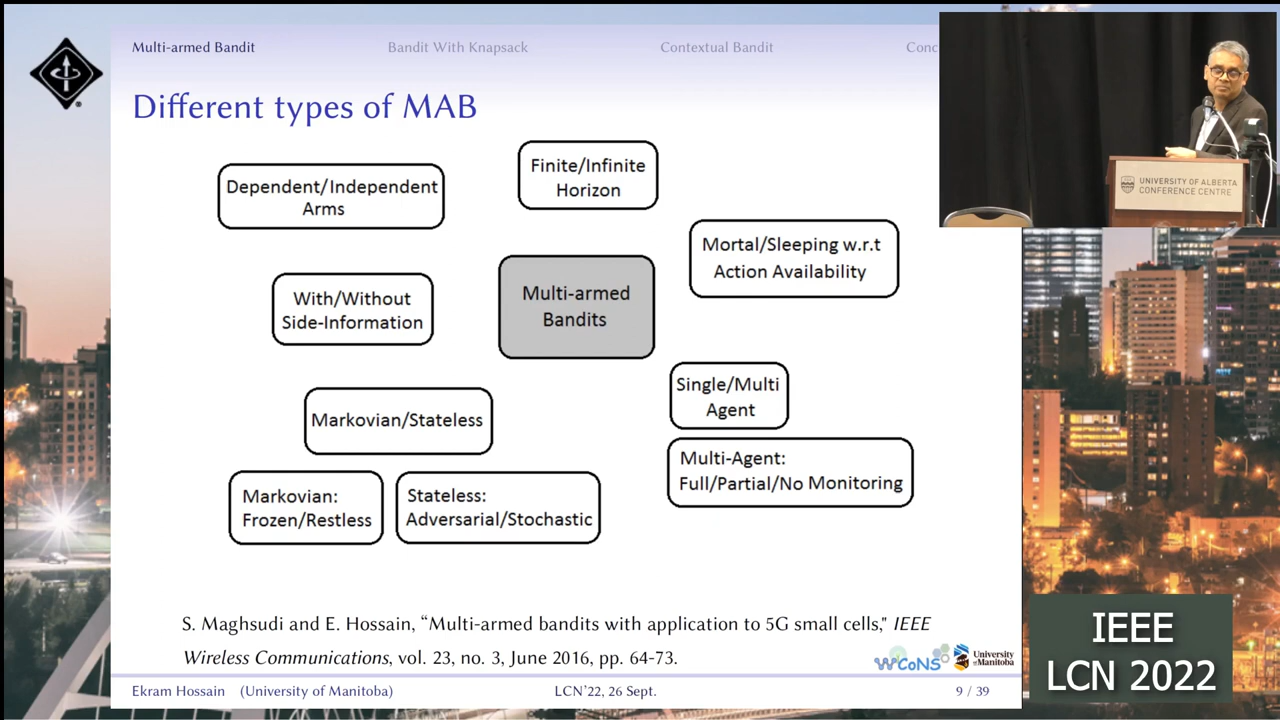 Multi-armed Bandit
Bandit With Knapsack
Contextual Bandit
Conc
Different types of MAB
Dependent/Independent
Arms
Finite/Infinite
Horizon
Mortal/Sleeping w.r.t
Action Availability
With/Without
Side-Information
Multi-armed
Bandits
Single/Multi
Agent
Markovian/Stateless
Multi-Agent:
Full/Partial/No Monitoring
Markovian:
Frozen/Restless
Stateless:
Adversarial/Stochastic
S. Maghsudi and E. Hossain, “Multi-armed bandits with application to 5G small cells," IEEE
Wireless Communications, vol. 23, no. 3, June 2016, pp. 64-73.
WCoNS
University
of Manitoba
Ekram Hossain (University of Manitoba)
LCN’22, 26 Sept.
9 / 39
UNIVERSITY OF ALBERTA
CONFERENCE CENTRE
IEEE
LCN 2022